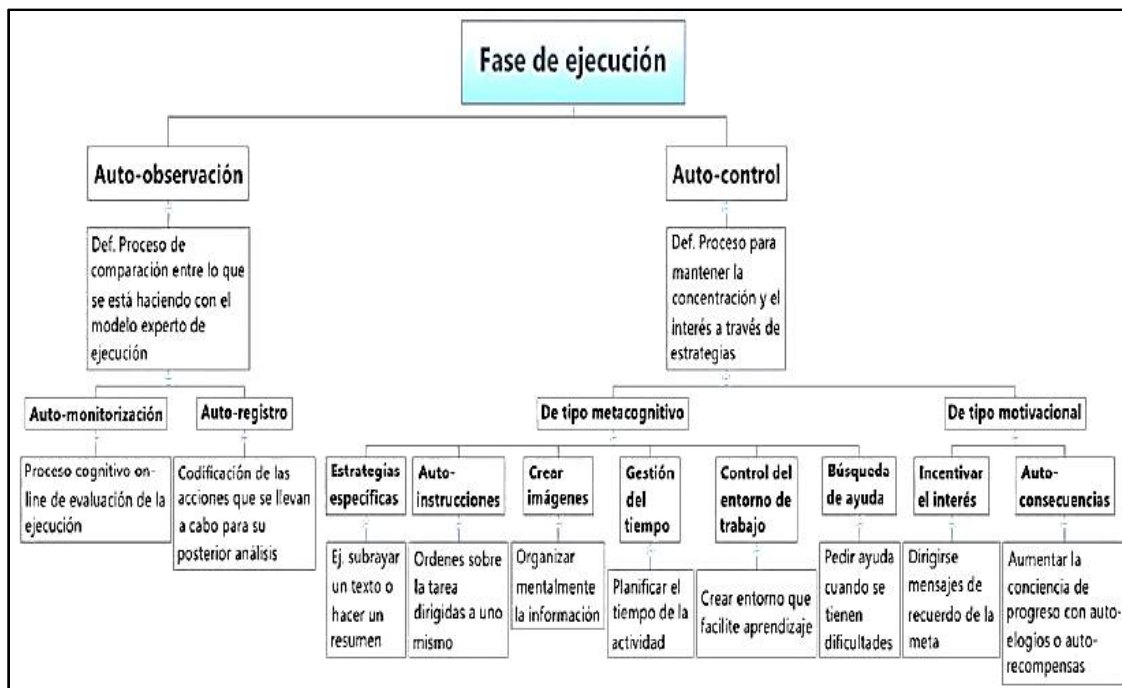 Fase de ejecución
Auto-observación
Auto-control
Def. Proceso de
comparación entre lo que
se está haciendo con el
modelo experto de
ejecución
Def. Proceso para
mantener la
concentración y el
interés a través de
estrategias
Auto-monitorización
Auto-registro
De tipo metacognitivo
De tipo motivacional
Proceso cognitivo on-
line de evaluación de la
ejecución
Codificación de las
acciones que se llevan
a cabo para su
posterior análisis
Estrategias
específicas
Auto-
instrucciones
Crear
imágenes
Gestión
del
tiempo
Control del
entorno de
trabajo
Búsqueda
de ayuda
Incentivar
el interés
Auto-
consecuencias
Ej. subrayar
un texto o
hacer un
resumen
Ordenes sobre
la tarea
dirigidas a uno
mismo
Organizar
mentalmente
la información
Planificar el
tiempo de la
actividad
Crear entorno que
facilite aprendizaje
Pedir ayuda
cuando se
tienen
dificultades
Dirigirse
mensajes de
recuerdo de la
meta
Aumentar la
conciencia de
progreso con auto-
elogios o auto-
recompensas